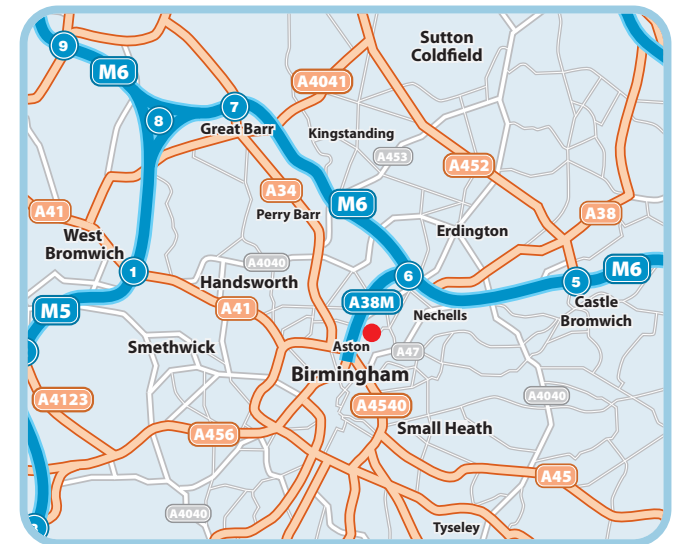 Sutton
Coldfield
9
M6
A4041
7
8
Great Barr
Kingstanding
A453
A452
A34
A41
Perry Barr
M6
A38
West
Bromwich
Erdington
A4040
1
6
M6
Handsworth
5
A38M
Castle
Bromwich
M5
A41
Nechells
Smethwick
Aston
A47
Birmingham
A4123
A4540
A4040
Small Heath
A456
A45
A4040
Tyseley